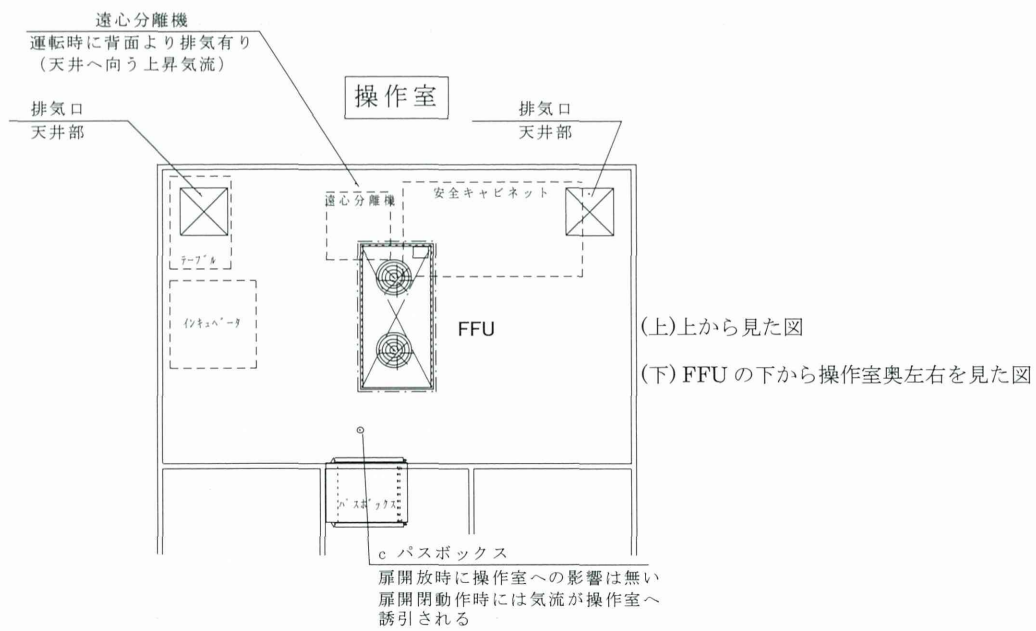 遠心分離機
運転時に背面より排気有り
(天井へ向う上昇気流)
操作室
排気口
天井部
排気口
天井部
遠心分離機
安全キャビネット
テーブル
インキュベータ
FFU
(上)上から見た図
(下) FFU の下から操作室奥左右を見た図
パスボックス
c パスボックス
扉開放時に操作室への影響は無い
扉開閉動作時には気流が操作室へ
誘引される